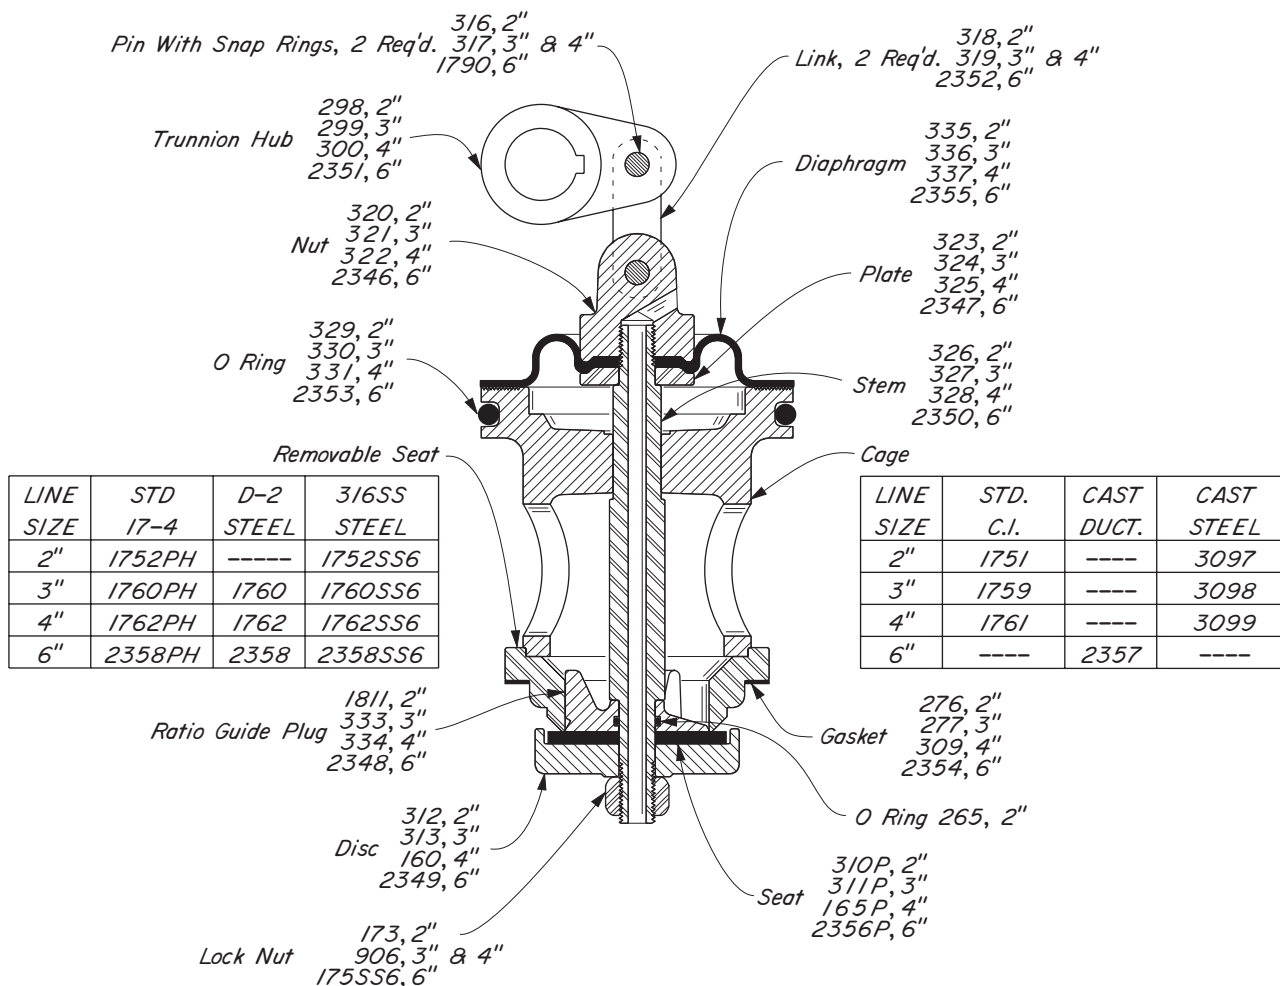 316, 2"
Pin With Snap Rings, 2 Req'd. 317, 3" & 4"
1790, 6"
318, 2"
Link, 2 Req'd. 319, 3" & 4"
2352, 6"
298, 2"
299, 3"
Trunnion Hub
300, 4"
2351, 6"
335, 2"
336, 3"
Diaphragm
337, 4"
2355, 6"
320, 2"
321, 3"
Nut
322, 4"
2346, 6"
323, 2"
324, 3"
Plate
325, 4"
2347, 6"
329, 2"
330, 3"
O Ring
331, 4"
2353, 6"
326, 2"
327, 3"
Stem
328, 4"
2350, 6"
Removable Seat
LINE SIZE STD 17-4 D-2 STEEL 316SS STEEL
2" 1752PH ----- 1752SS6
3" 1760PH 1760 1760SS6
4" 1762PH 1762 1762SS6
6" 2358PH 2358 2358SS6
Cage
LINE SIZE STD. C.I. CAST DUCT. CAST STEEL
2" 1751 ---- 3097
3" 1759 ---- 3098
4" 1761 ---- 3099
6" ---- 2357 ----
1811, 2"
333, 3"
Ratio Guide Plug
334, 4"
2348, 6"
276, 2"
277, 3"
Gasket
309, 4"
2354, 6"
O Ring 265, 2"
312, 2"
313, 3"
Disc
160, 4"
2349, 6"
310P, 2"
311P, 3"
Seat
165P, 4"
2356P, 6"
173, 2"
Lock Nut 906, 3" & 4"
175SS6, 6"